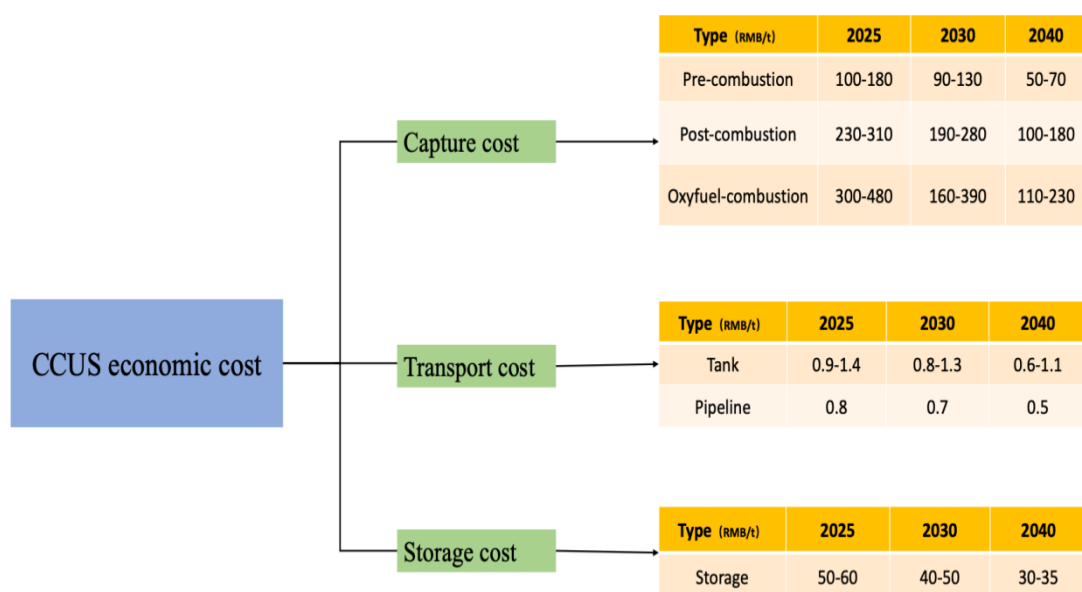 Type (RMB/t) 2025 2030 2040
Pre-combustion 100-180 90-130 50-70
Capture cost
Post-combustion 230-310 190-280 100-180
Oxyfuel-combustion 300-480 160-390 110-230
Type (RMB/t) 2025 2030 2040
CCUS economic cost
Transport cost
Tank 0.9-1.4 0.8-1.3 0.6-1.1
Pipeline 0.8 0.7 0.5
Type (RMB/t) 2025 2030 2040
Storage cost
Storage 50-60 40-50 30-35